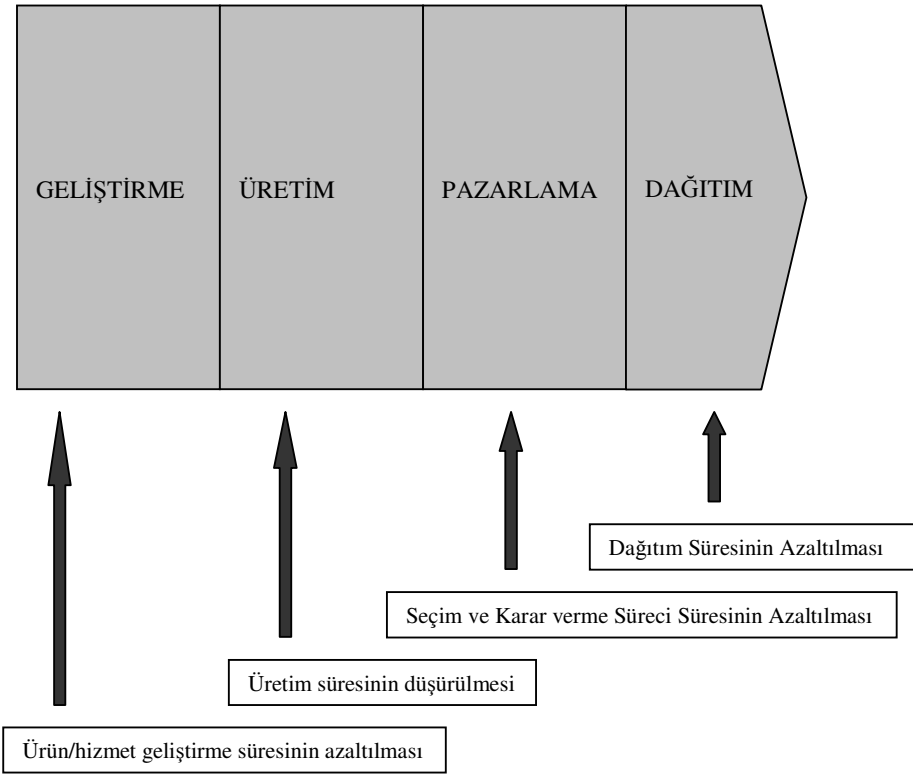 GELİŞTİRME
ÜRETİM
PAZARLAMA
DAĞITIM
Dağıtım Süresinin Azaltılması
Seçim ve Karar verme Süreci Süresinin Azaltılması
Üretim süresinin düşürülmesi
Ürün/hizmet geliştirme süresinin azaltılması